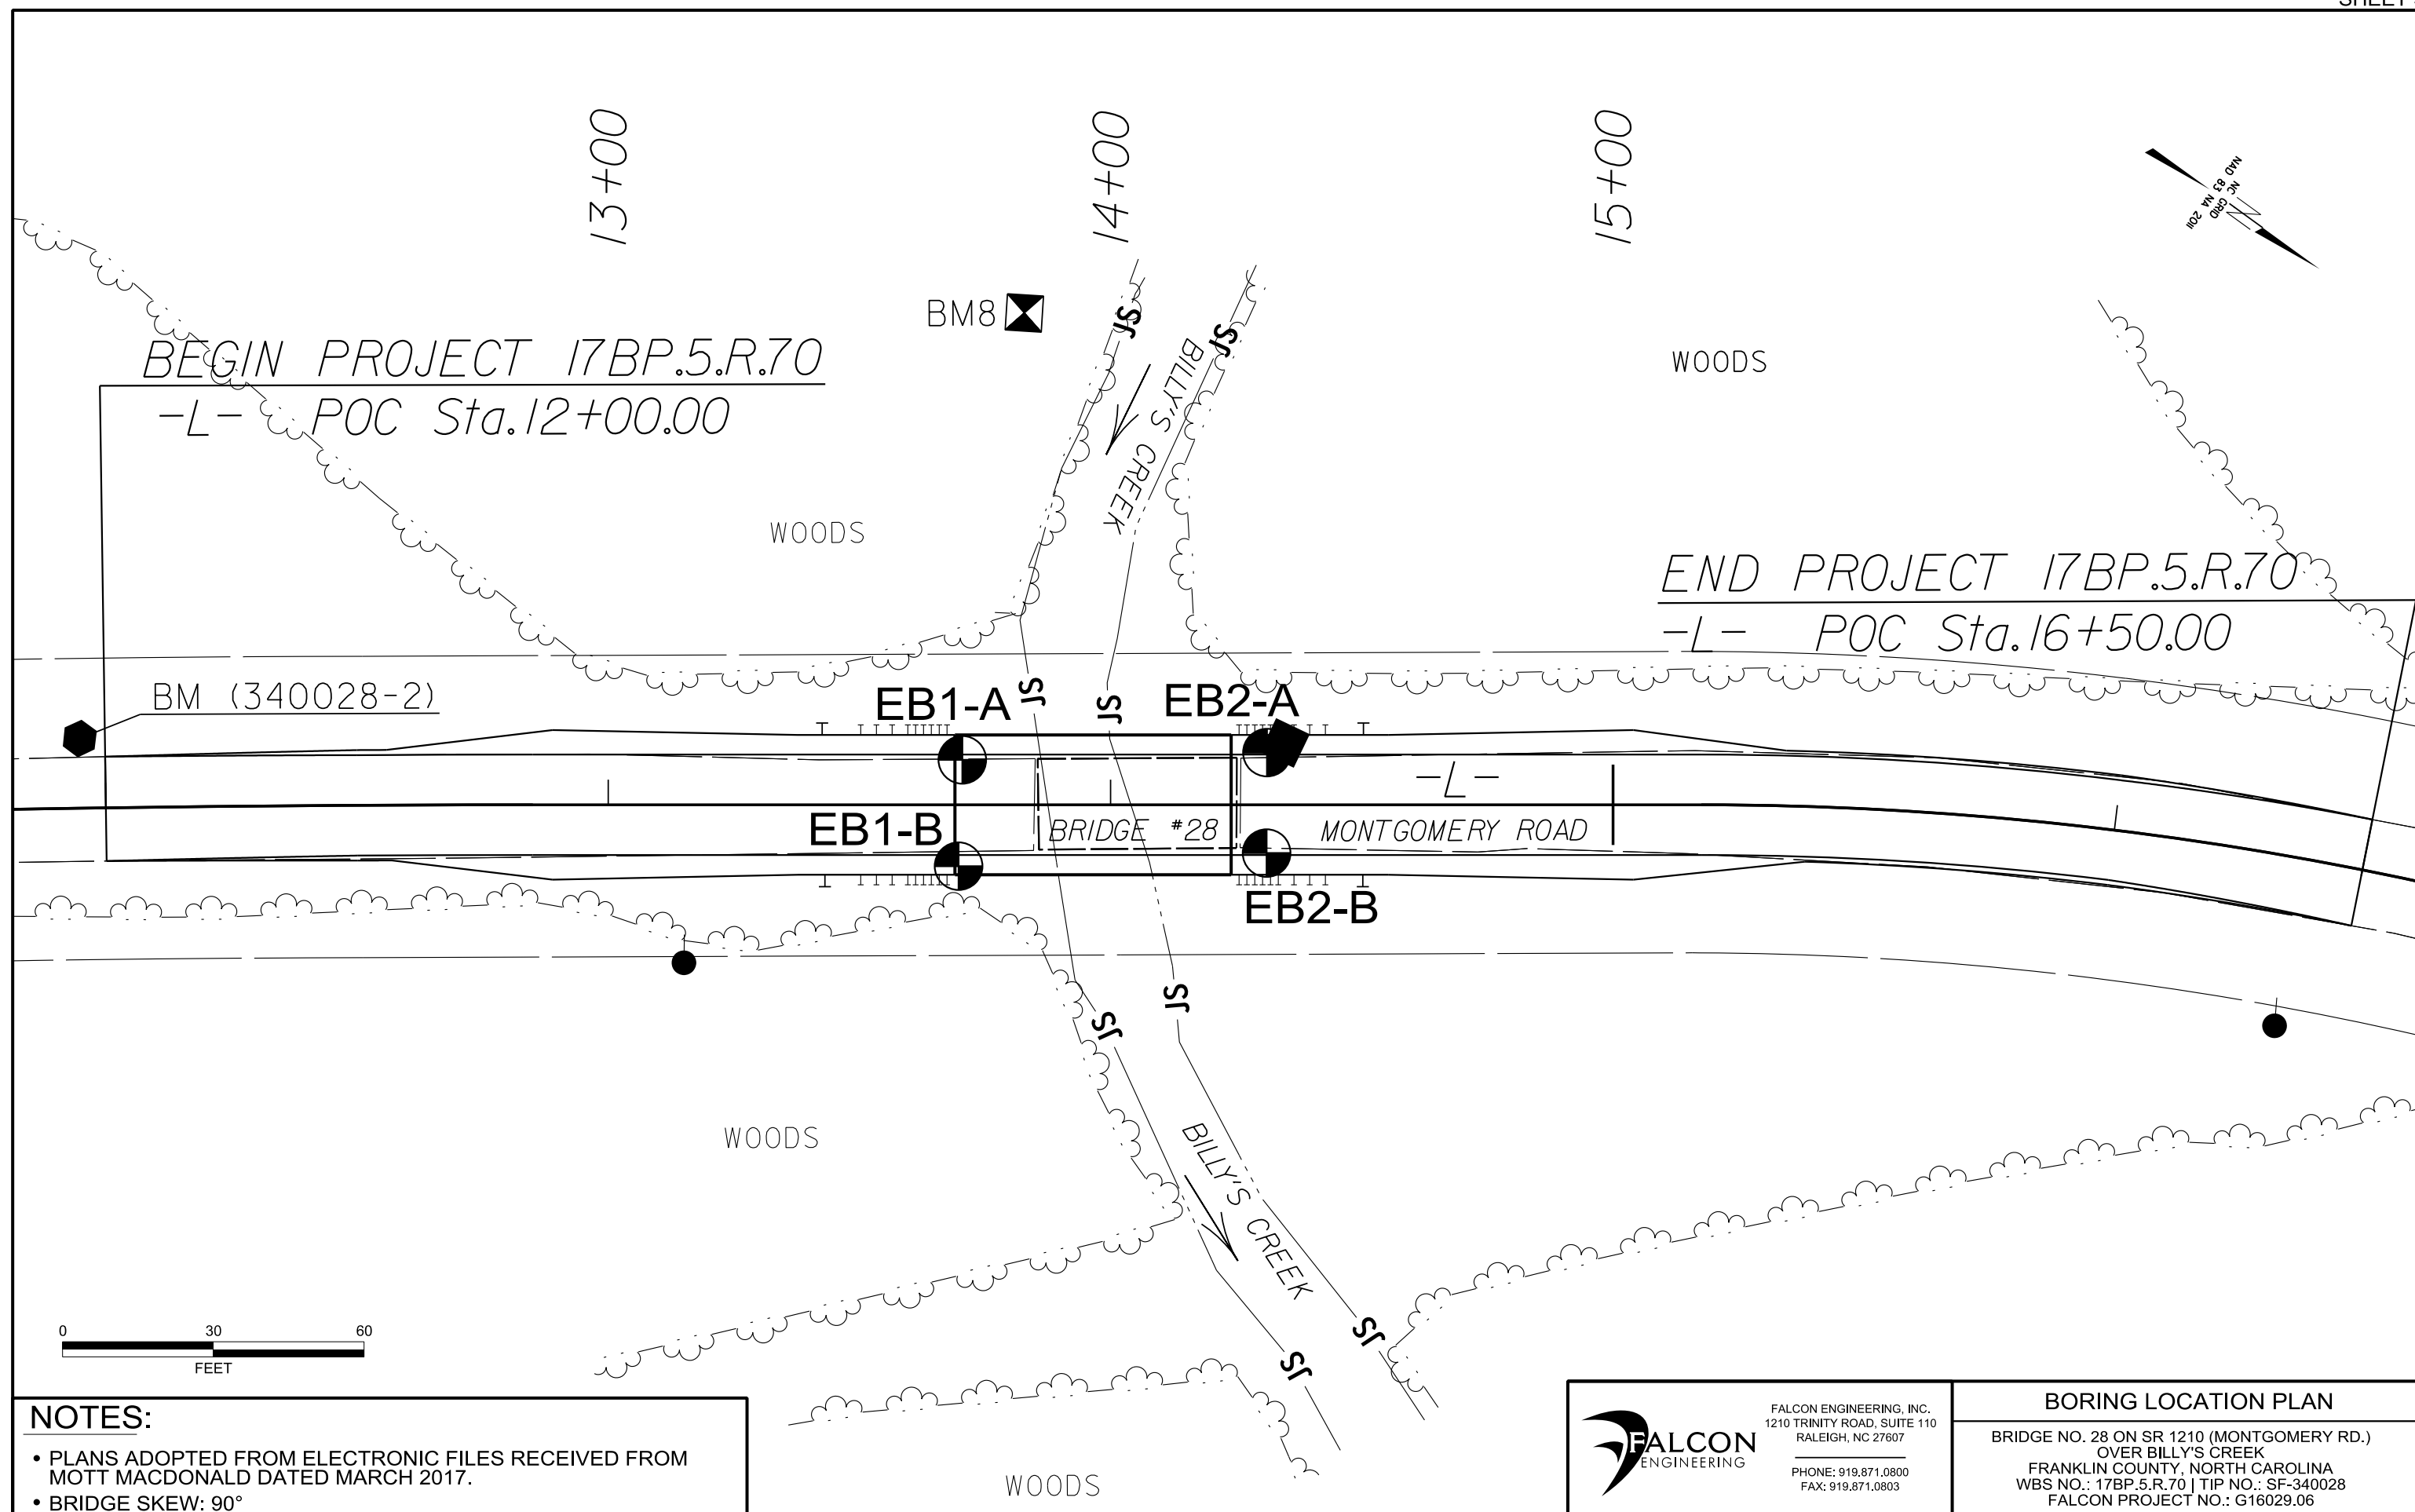 13+00
14+00
15+00
NC GRID
NAD 83 NA 2011
BM8
JS
JS
BILLY'S CREEK
WOODS
BEGIN PROJECT 17BP.5.R.70
-L- POC Sta.12+00.00
WOODS
END PROJECT 17BP.5.R.70
-L- POC Sta.16+50.00
BM (340028-2)
EB1-A
JS
JS
EB2-A
-L-
EB1-B
BRIDGE #28
MONTGOMERY ROAD
EB2-B
JS
JS
WOODS
BILLY'S CREEK
JS
JS
0 30 60
FEET
WOODS
NOTES:
• PLANS ADOPTED FROM ELECTRONIC FILES RECEIVED FROM
MOTT MACDONALD DATED MARCH 2017.
• BRIDGE SKEW: 90°
FALCON
ENGINEERING
FALCON ENGINEERING, INC.
1210 TRINITY ROAD, SUITE 110
RALEIGH, NC 27607
PHONE: 919.871.0800
FAX: 919.871.0803
BORING LOCATION PLAN
BRIDGE NO. 28 ON SR 1210 (MONTGOMERY RD.)
OVER BILLY'S CREEK
FRANKLIN COUNTY, NORTH CAROLINA
WBS NO.: 17BP.5.R.70 | TIP NO.: SF-340028
FALCON PROJECT NO.: G16029.06